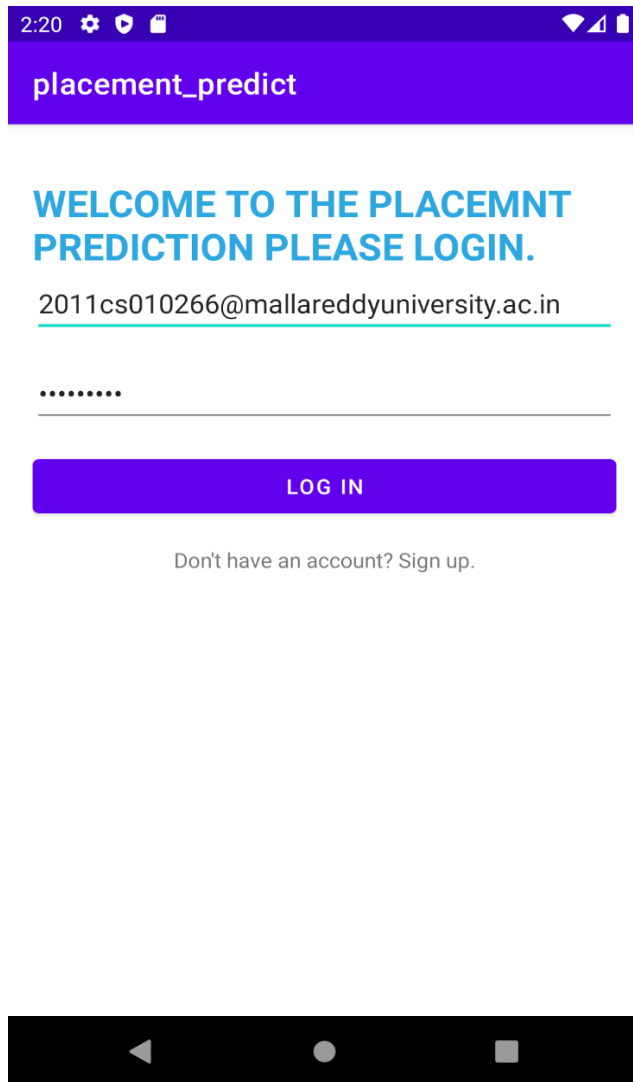 2:20
placement_predict
WELCOME TO THE PLACEMNT
PREDICTION PLEASE LOGIN.
2011cs010266@mallareddyuniversity.ac.in
•••••••••
LOG IN
Don't have an account? Sign up.